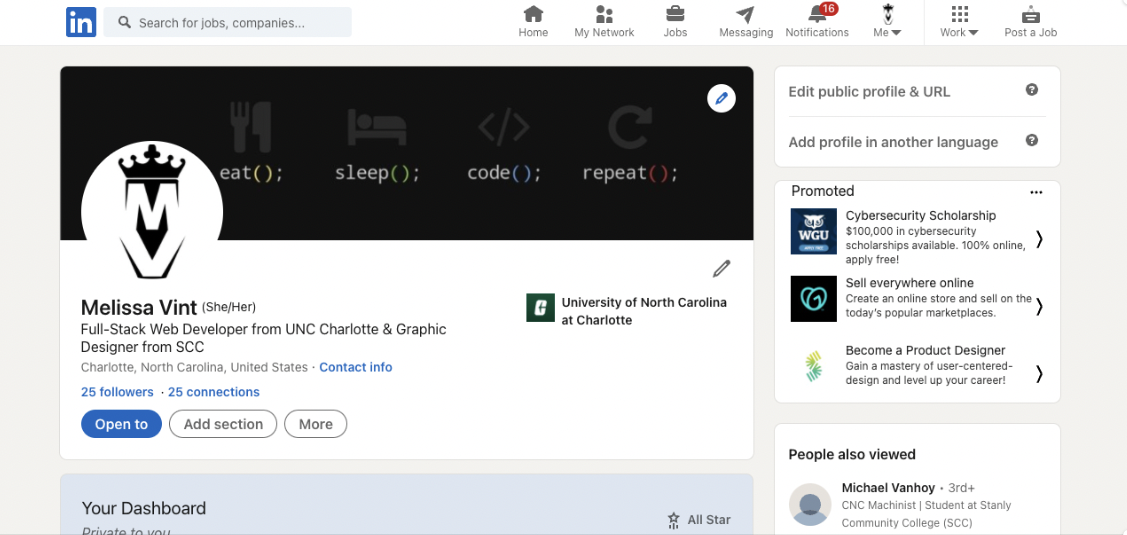 in
Search for jobs, companies...
Home
My Network
Jobs
Messaging
16
Notifications
Me
Work
Post a Job
eat();
sleep();
code();
repeat();
Melissa Vint (She/Her)
Full-Stack Web Developer from UNC Charlotte & Graphic
Designer from SCC
Charlotte, North Carolina, United States · Contact info
25 followers · 25 connections
Open to
Add section
More
University of North Carolina
at Charlotte
Your Dashboard
Private to you
All Star
Edit public profile & URL
Add profile in another language
Promoted
WGU
Cybersecurity Scholarship
$100,000 in cybersecurity
scholarships available. 100% online,
apply free!
Sell everywhere online
Create an online store and sell on the
today's popular marketplaces.
Become a Product Designer
Gain a mastery of user-centered-
design and level up your career!
People also viewed
Michael Vanhoy · 3rd+
CNC Machinist | Student at Stanly
Community College (SCC)